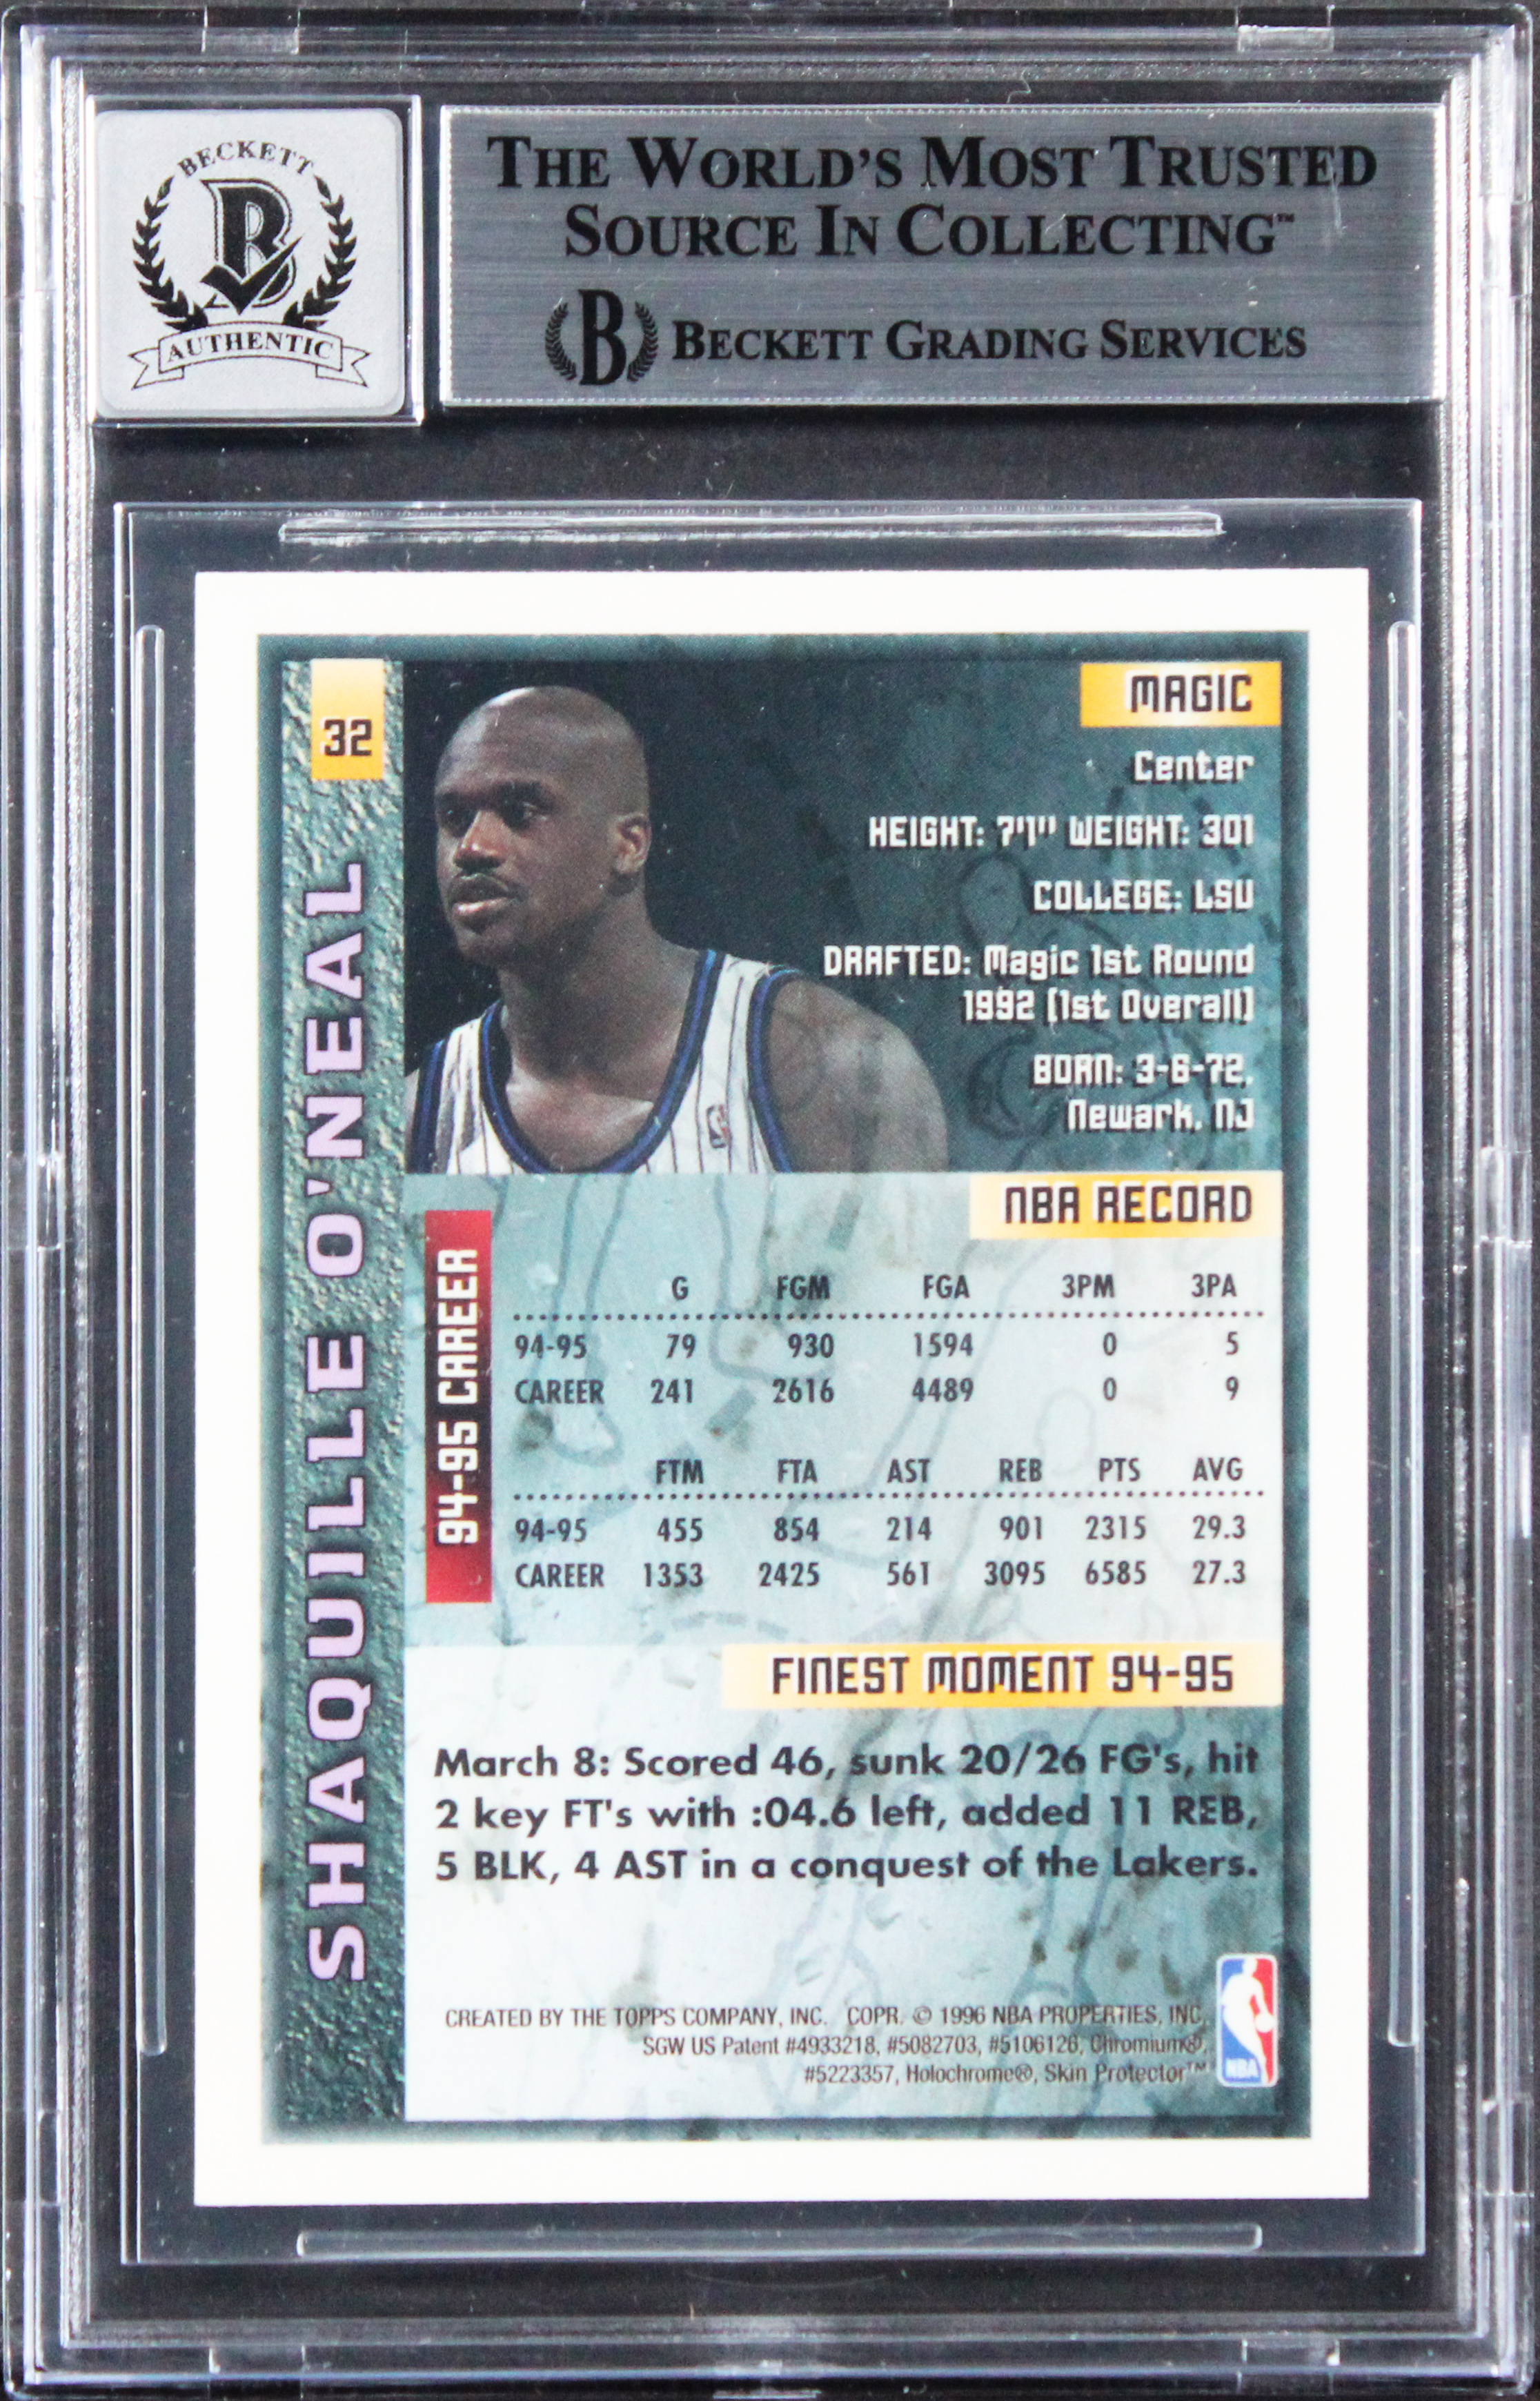 BECKETT
B
AUTHENTIC
THE WORLD'S MOST TRUSTED
SOURCE IN COLLECTING™
B BECKETT GRADING SERVICES
32
SHAQUILLE O'NEAL
MAGIC
Center
HEIGHT: 7'1" WEIGHT: 301
COLLEGE: LSU
DRAFTED: Magic 1st Round
1992 (1st Overall)
BORN: 3-6-72,
Newark, NJ
NBA RECORD
94-95 CAREER
G FGM FGA 3PM 3PA
94-95 79 930 1594 0 5
CAREER 241 2616 4489 0 9
FTM FTA AST REB PTS AVG
94-95 455 854 214 901 2315 29.3
CAREER 1353 2425 561 3095 6585 27.3
FINEST MOMENT 94-95
March 8: Scored 46, sunk 20/26 FG's, hit
2 key FT's with :04.6 left, added 11 REB,
5 BLK, 4 AST in a conquest of the Lakers.
CREATED BY THE TOPPS COMPANY, INC. COPR. © 1996 NBA PROPERTIES, INC.
SGW US Patent #4933218, #5082703, #5106126, Chromium®,
#5223357, Holochrome®, Skin Protector™
NBA